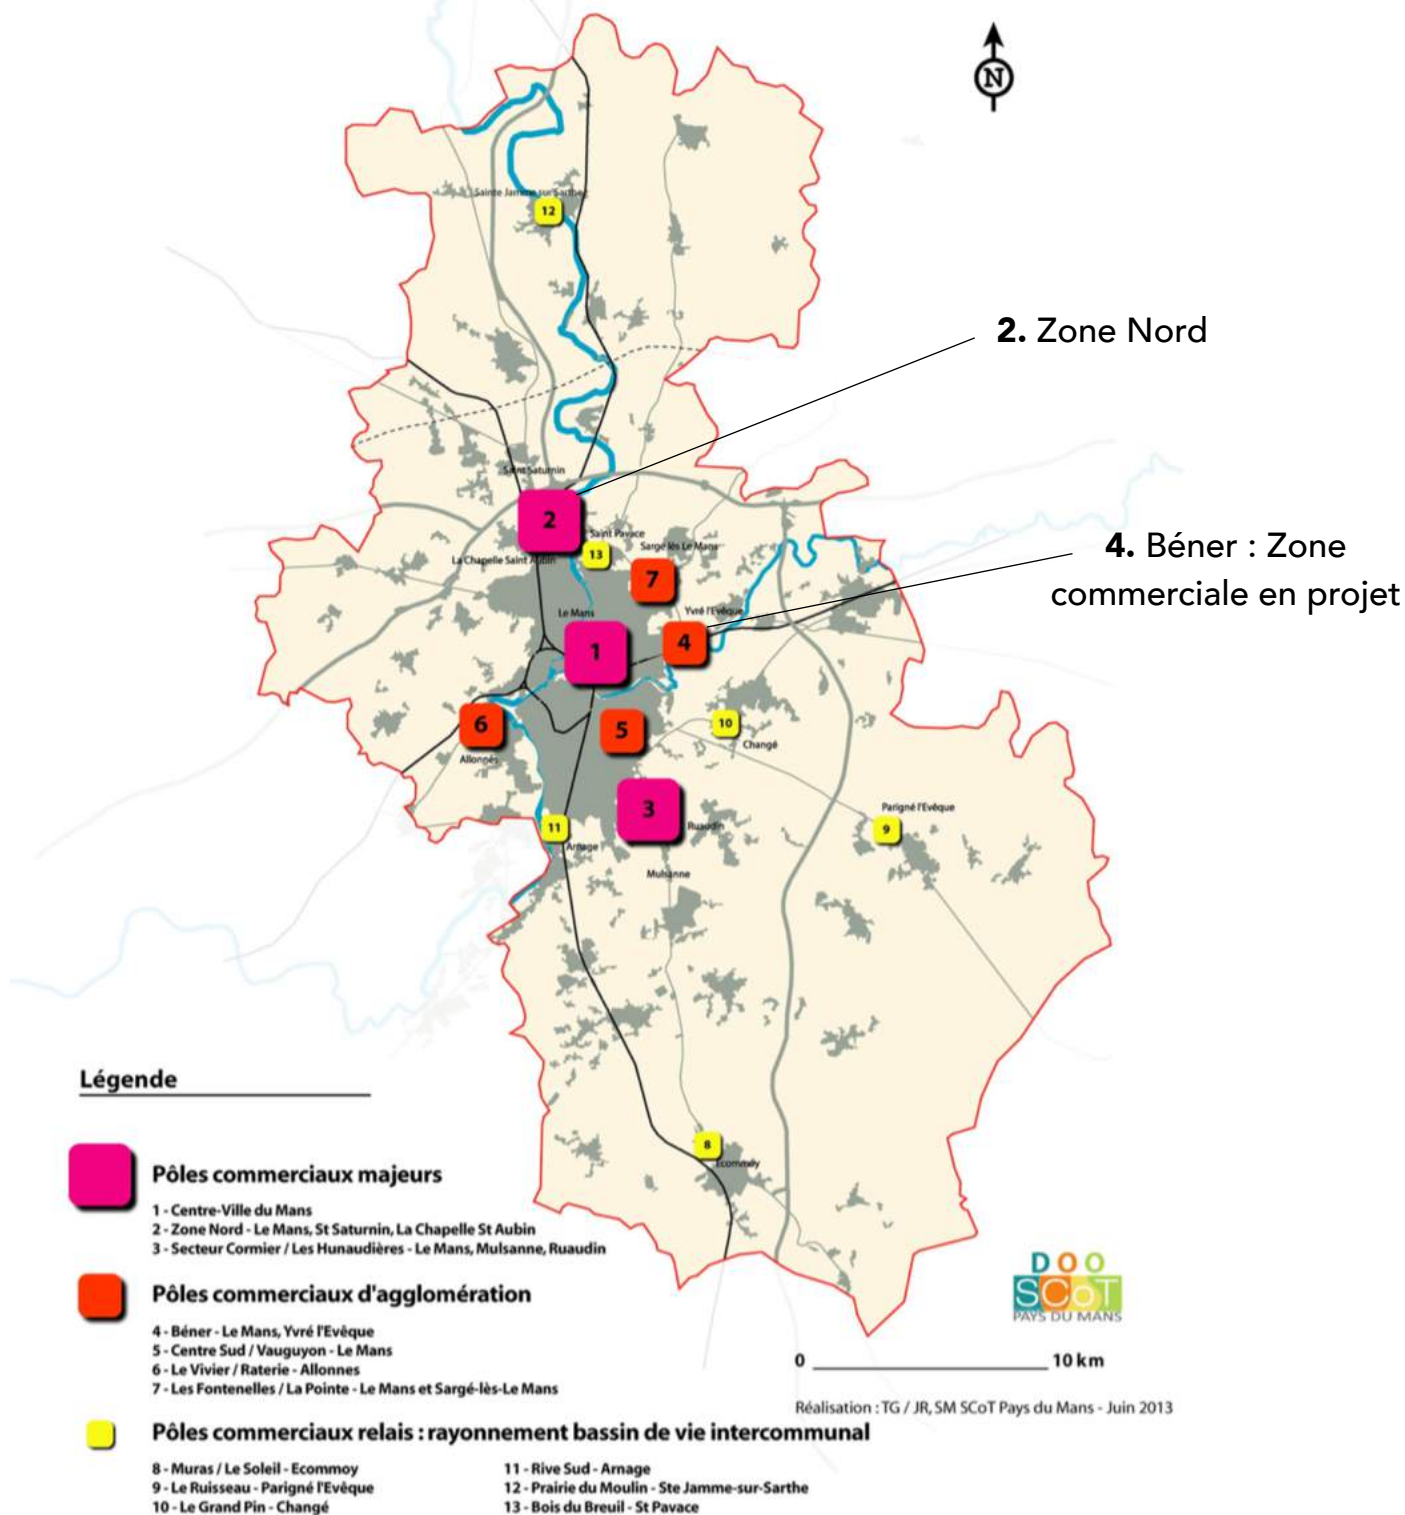 N
Sainte Jamme sur Sarthe
12
2. Zone Nord
Saint Saturnin
2
Saint Pavace
13
Sargé lès Le Mans
La Chapelle Saint Aubin
7
4. Béner : Zone
commerciale en projet
Le Mans
Yvré l'Evêque
4
1
6
5
10
Changé
Allonnes
3
Parigné l'Evêque
9
11
Ruaudin
Arnage
Mulsanne
8
Ecommoy
Légende
Pôles commerciaux majeurs
1 - Centre-Ville du Mans
2 - Zone Nord - Le Mans, St Saturnin, La Chapelle St Aubin
3 - Secteur Cormier / Les Hunaudières - Le Mans, Mulsanne, Ruaudin
Pôles commerciaux d'agglomération
4 - Béner - Le Mans, Yvré l'Evêque
5 - Centre Sud / Vauguyon - Le Mans
6 - Le Vivier / Raterie - Allonnes
7 - Les Fontenelles / La Pointe - Le Mans et Sargé-lès-Le Mans
DOO
SCoT
PAYS DU MANS
0 10 km
Réalisation : TG / JR, SM SCoT Pays du Mans - Juin 2013
Pôles commerciaux relais : rayonnement bassin de vie intercommunal
8 - Muras / Le Soleil - Ecommoy
9 - Le Ruisseau - Parigné l'Evêque
10 - Le Grand Pin - Changé
11 - Rive Sud - Arnage
12 - Prairie du Moulin - Ste Jamme-sur-Sarthe
13 - Bois du Breuil - St Pavace